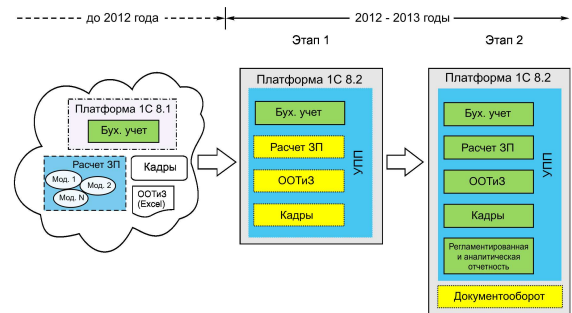 до 2012 года
2012 - 2013 годы
Этап 1
Этап 2
Платформа 1С 8.1
Бух. учет
Расчет ЗП
Мод. 1
Мод. 2
Мод. N
Кадры
ООТиЗ
(Excel)
Платформа 1С 8.2
Бух. учет
Расчет ЗП
ООТиЗ
Кадры
УПП
Платформа 1С 8.2
Бух. учет
Расчет ЗП
ООТиЗ
Кадры
Регламентированная
и аналитическая
отчетность
УПП
Документооборот